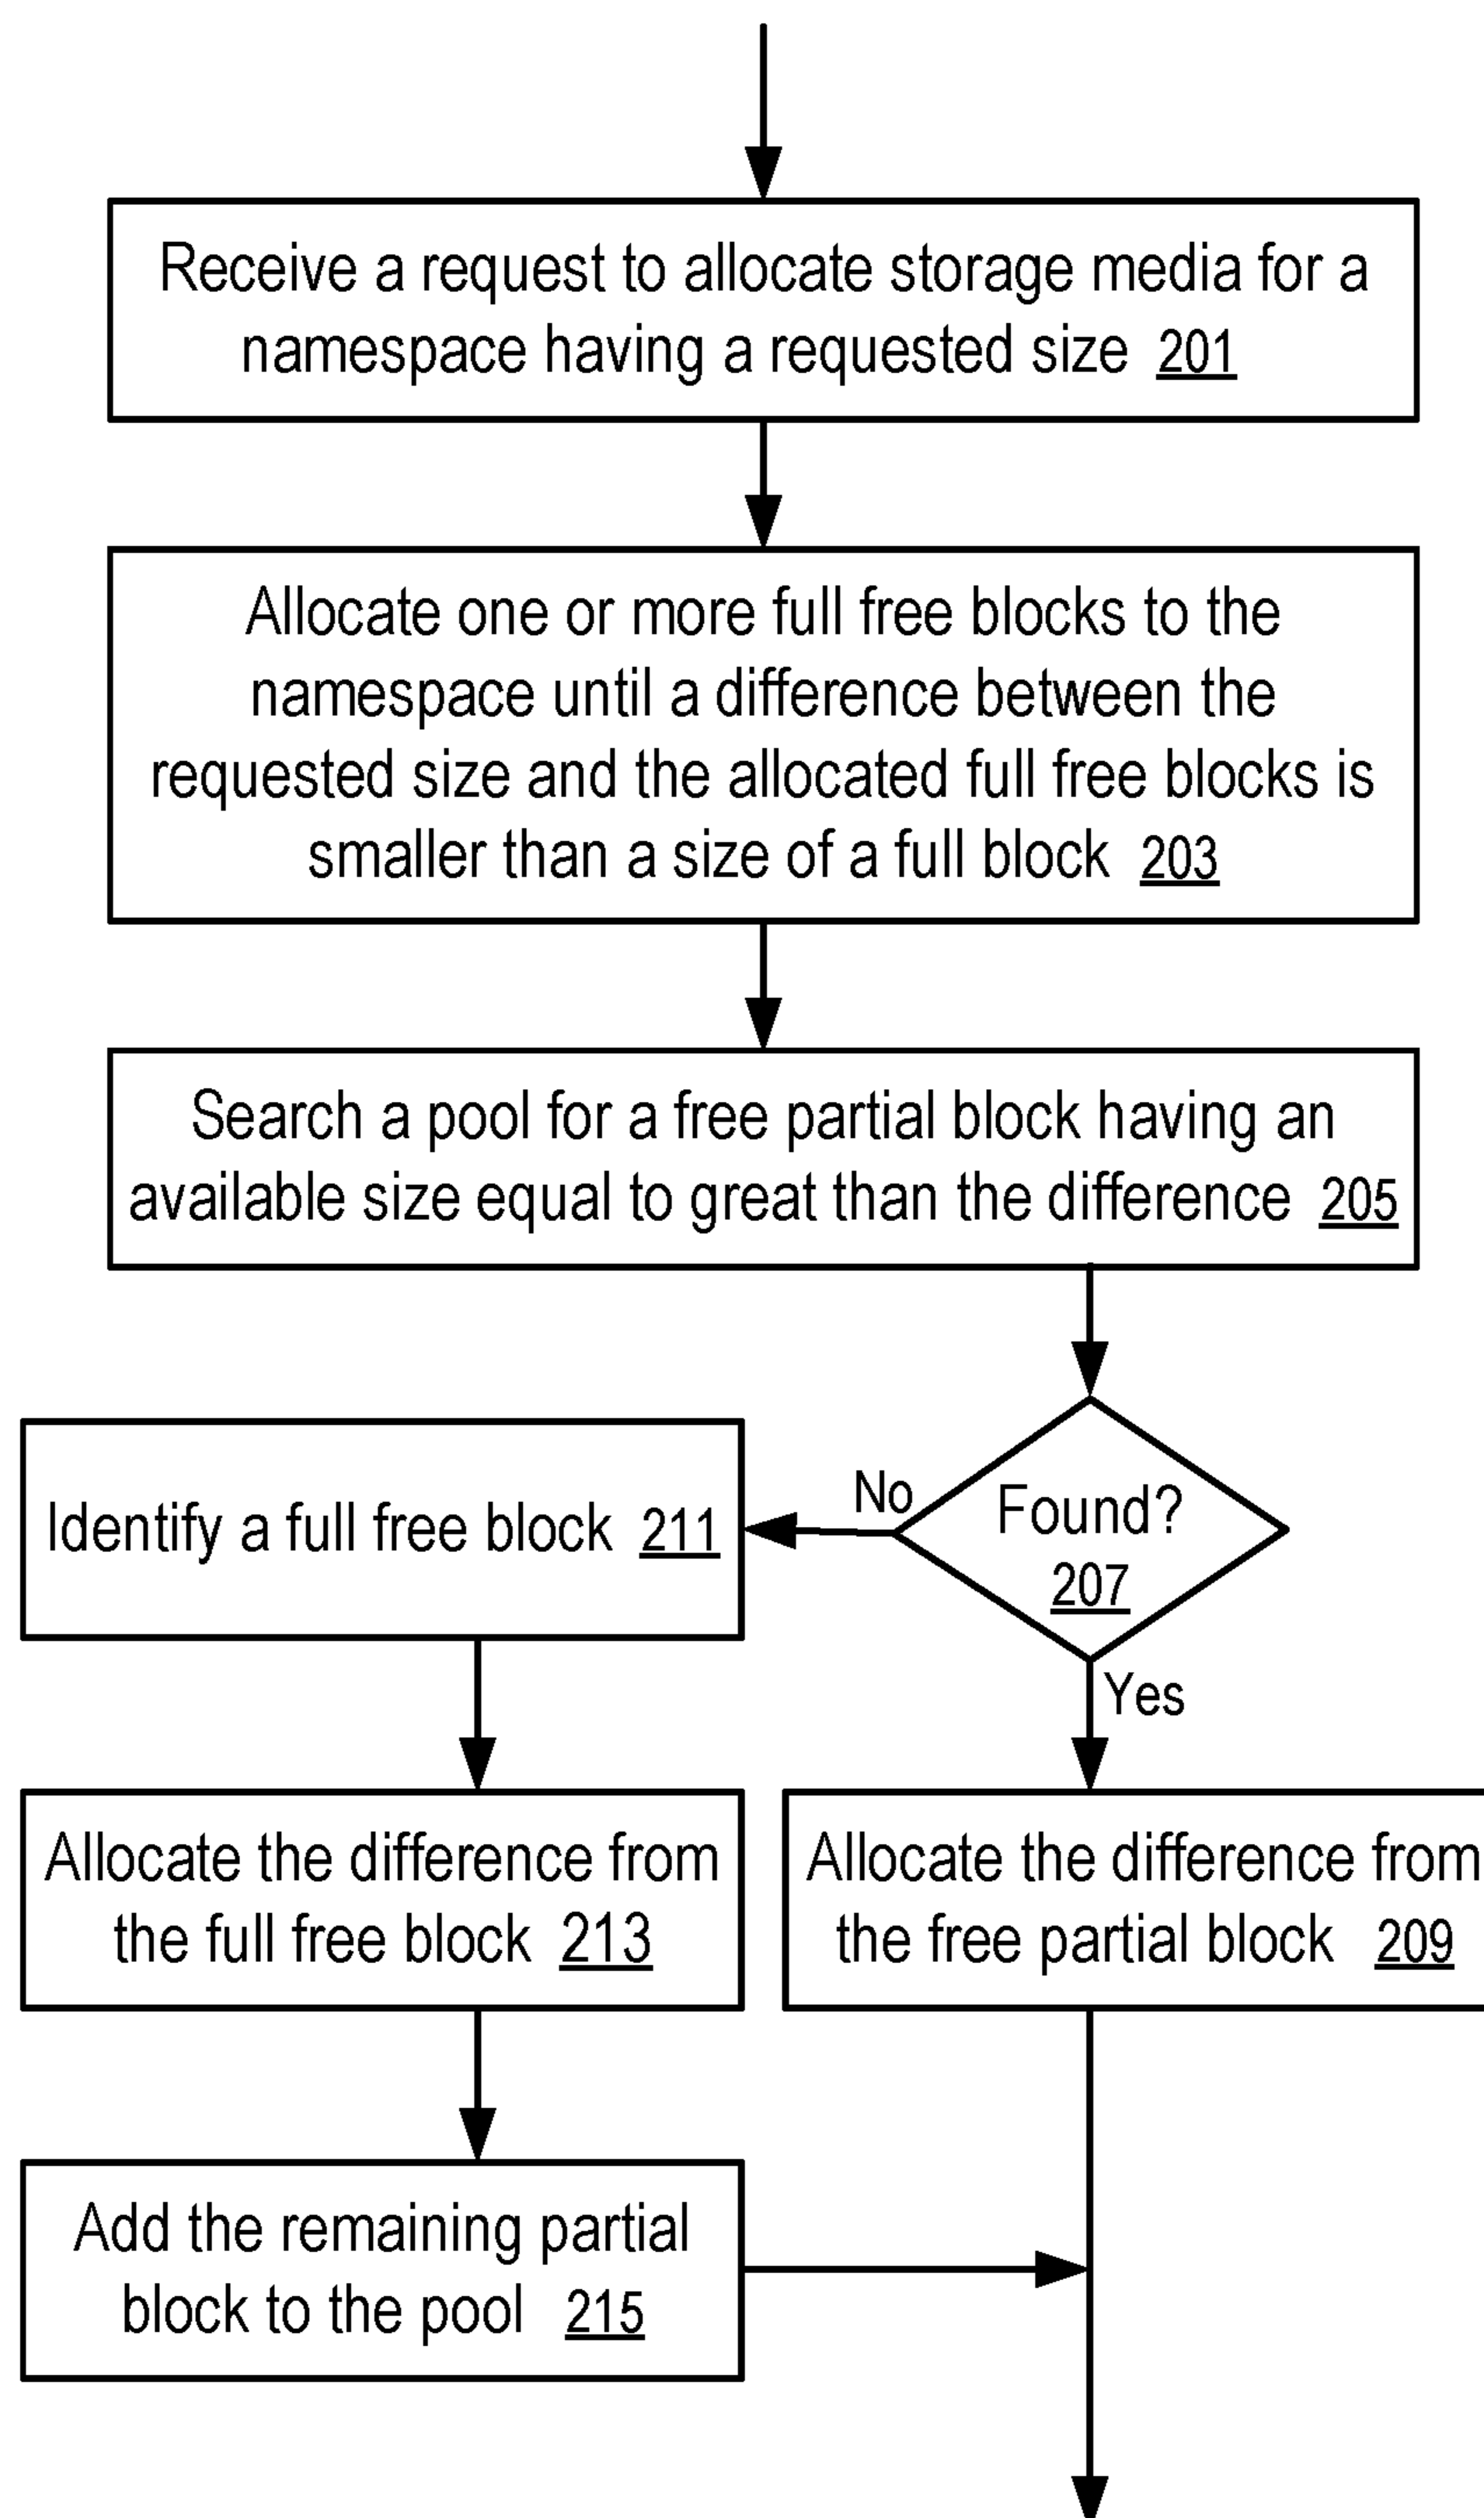 Receive a request to allocate storage media for a
namespace having a requested size 201
Allocate one or more full free blocks to the
namespace until a difference between the
requested size and the allocated full free blocks is
smaller than a size of a full block 203
Search a pool for a free partial block having an
available size equal to great than the difference 205
No
Found?
207
Identify a full free block 211
Yes
Allocate the difference from
the full free block 213
Allocate the difference from
the free partial block 209
Add the remaining partial
block to the pool 215